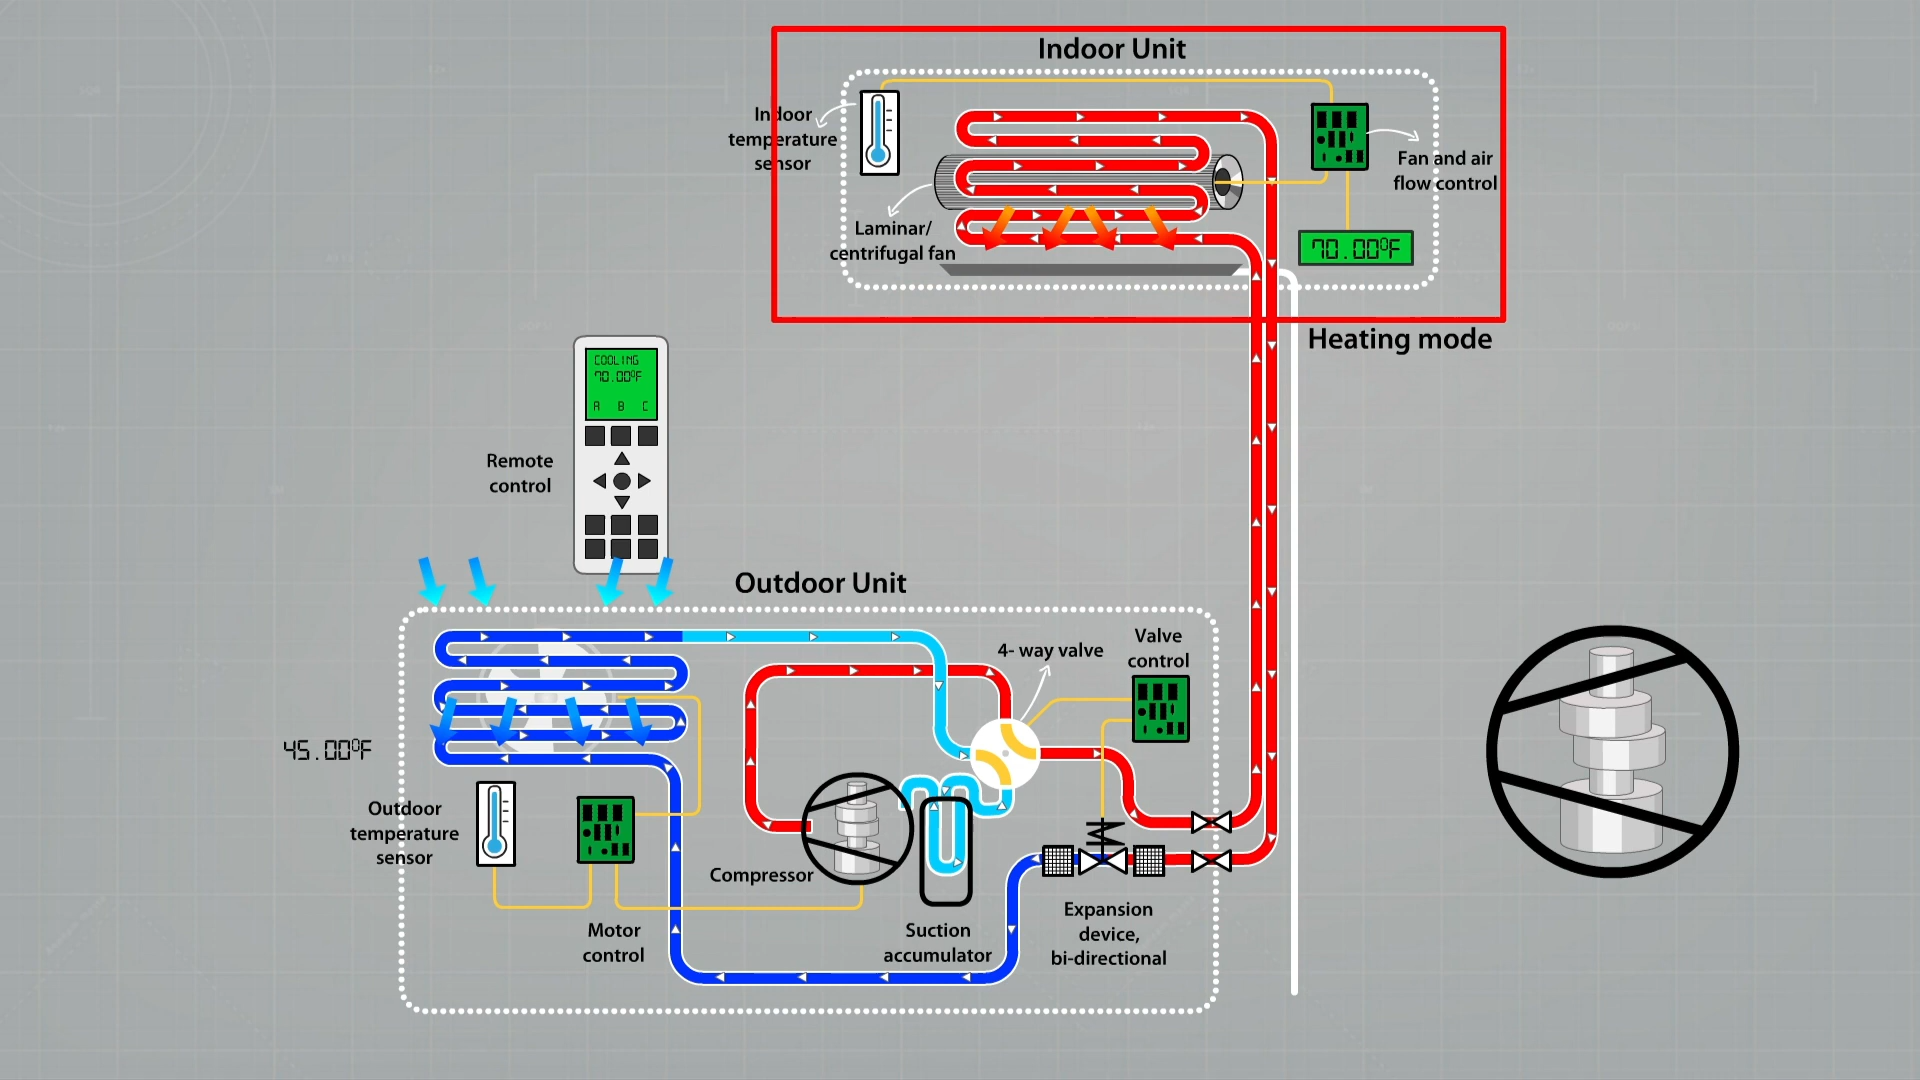 Indoor Unit
Indoor
temperature
sensor
Fan and air
flow control
Laminar/
centrifugal fan
70.00°F
Heating mode
COOLING
70.00°F
A B C
Remote
control
Outdoor Unit
4- way valve
Valve
control
45.00°F
Outdoor
temperature
sensor
Compressor
Motor
control
Suction
accumulator
Expansion
device,
bi-directional